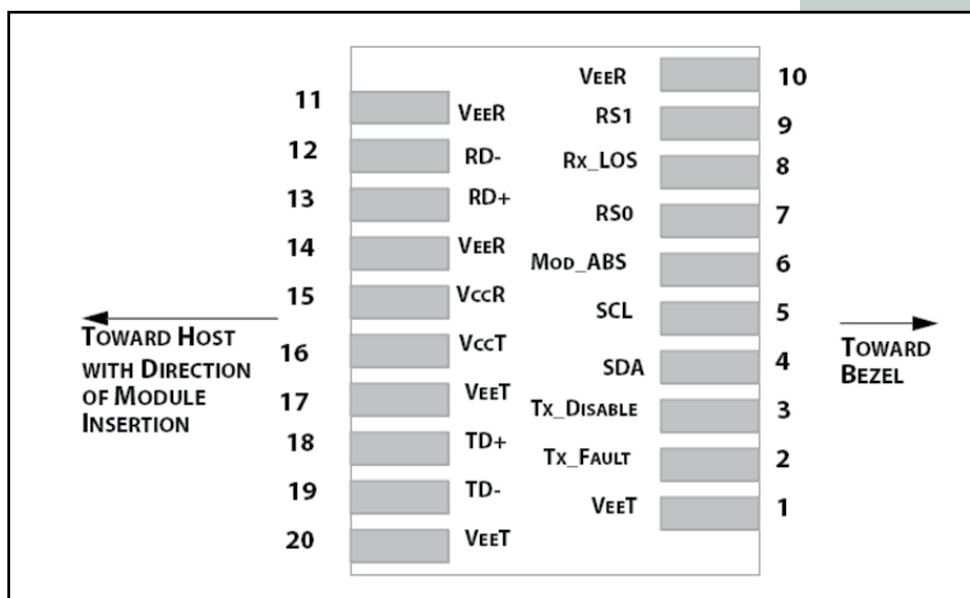 11 VEER
12 RD-
13 RD+
14 VEER
15 VCCR
16 VCCT
17 VEET
18 TD+
19 TD-
20 VEET
VEER 10
RS1 9
RX_LOS 8
RS0 7
MOD_ABS 6
SCL 5
SDA 4
TX_DISABLE 3
TX_FAULT 2
VEET 1
TOWARD HOST
WITH DIRECTION
OF MODULE
INSERTION
TOWARD
BEZEL